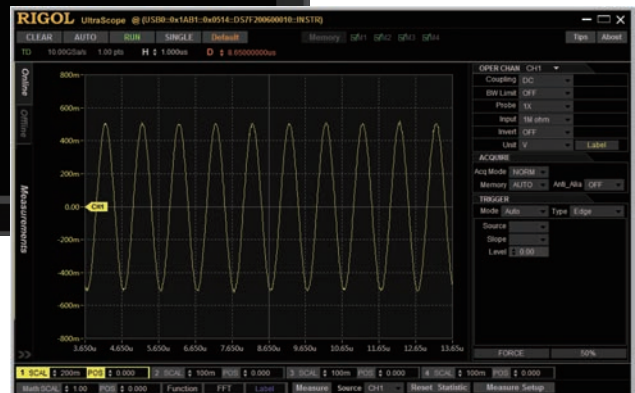 RIGOL UltraScope @ (USB0::0x1AB1::0x0514::DS7F200600010::INSTR)
CLEAR AUTO RUN SINGLE Default Memory M1 M2 M3 M4 Tips About
TD 10.00GSa/s 1.00 pts H 1.000us D 8.65000000us
Online
Offline
Measurements
800m
600m
400m
200m
0.00
CH1
-200m
-400m
-600m
-800m
3.650u 4.650u 5.650u 6.650u 7.650u 8.650u 9.650u 10.65u 11.65u 12.65u 13.65u
OPER CHAN CH1
Coupling DC
BW Limit OFF
Probe 1X
Input 1M ohm
Invert OFF
Unit V Label
ACQUIRE
Acq Mode NORM
Memory AUTO Anti_Alia OFF
TRIGGER
Mode Auto Type Edge
Source
Slope
Level 0.00
FORCE 50%
>>
1 SCAL 200m POS 0.000 2 SCAL 100m POS 0.000 3 SCAL 100m POS 0.000 4 SCAL 100m POS 0.000
Math SCAL 1.00 POS 0.000 Function FFT Label Measure Source CH1 Reset Statistic Measure Setup